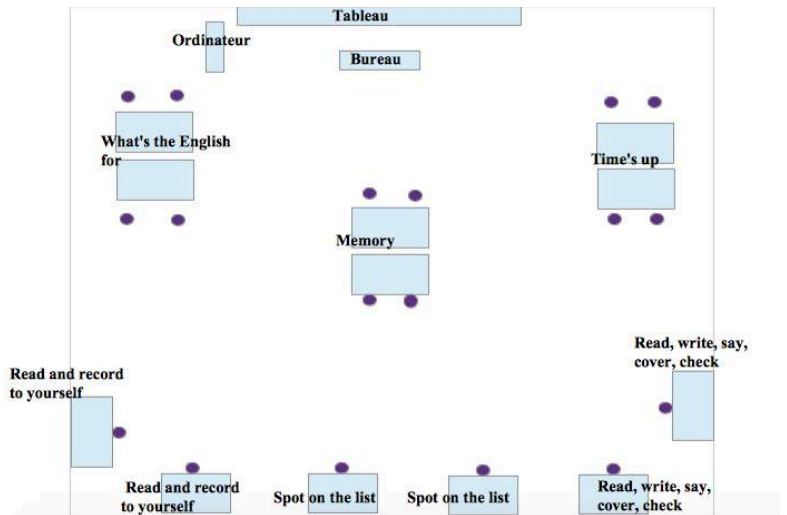 Tableau
Ordinateur
Bureau
What's the English
for
Time's up
Memory
Read, write, say,
cover, check
Read and record
to yourself
Read and record
to yourself
Spot on the list
Spot on the list
Read, write, say,
cover, check